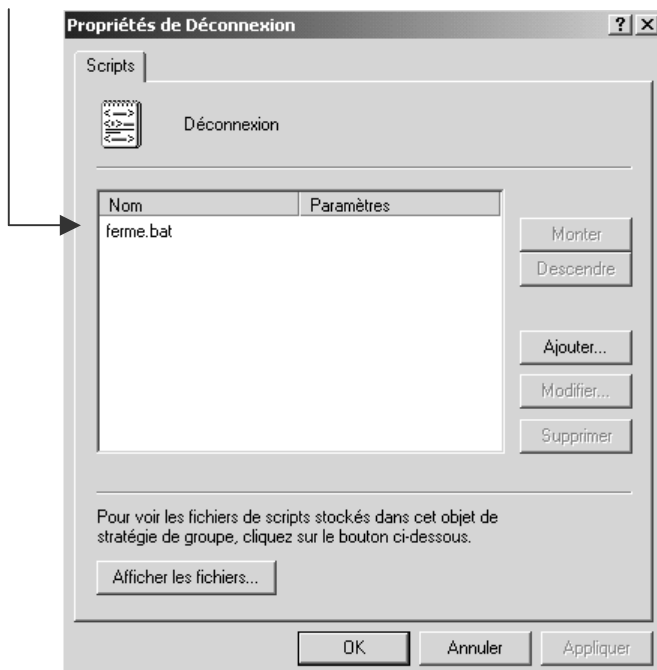 Propriétés de Déconnexion
Scripts
Déconnexion
Nom Paramètres
ferme.bat
Monter
Descendre
Ajouter...
Modifier...
Supprimer
Pour voir les fichiers de scripts stockés dans cet objet de
stratégie de groupe, cliquez sur le bouton ci-dessous.
Afficher les fichiers...
OK Annuler Appliquer